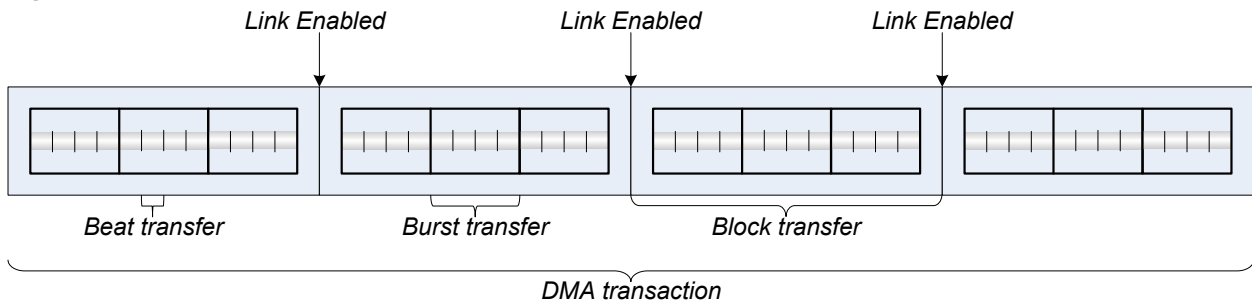 Link Enabled Link Enabled Link Enabled
Beat transfer Burst transfer Block transfer
DMA transaction